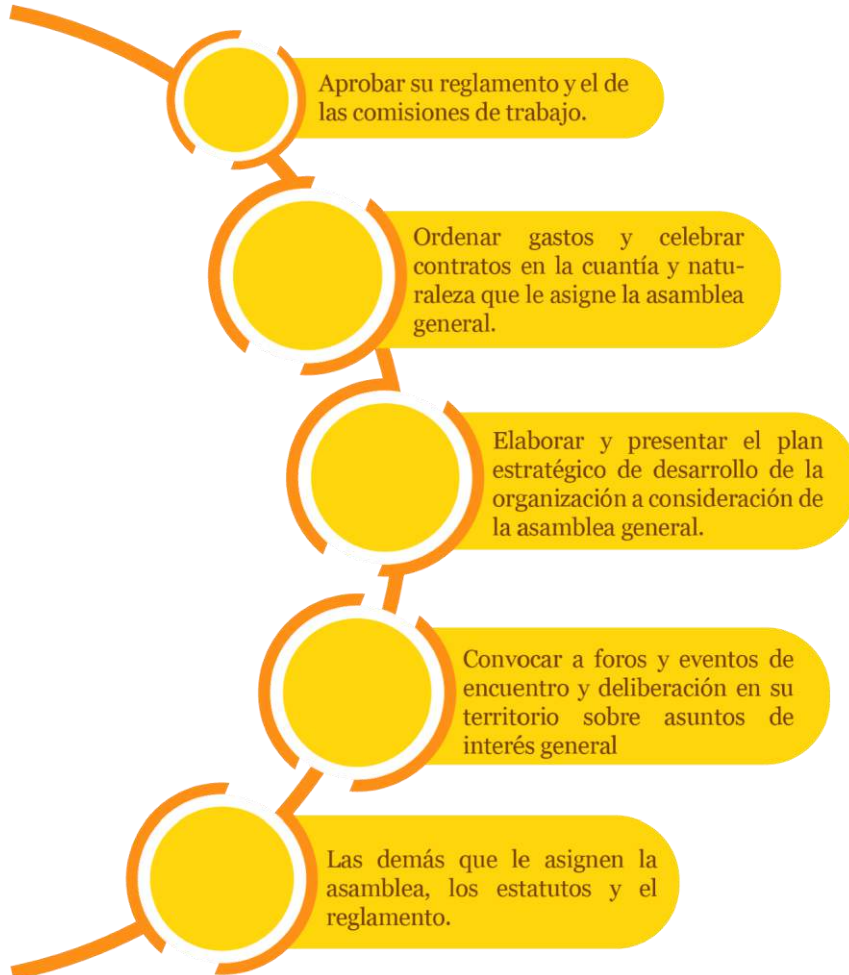 Aprobar su reglamento y el de
las comisiones de trabajo.
Ordenar gastos y celebrar
contratos en la cuantía y natu-
raleza que le asigne la asamblea
general.
Elaborar y presentar el plan
estratégico de desarrollo de la
organización a consideración de
la asamblea general.
Convocar a foros y eventos de
encuentro y deliberación en su
territorio sobre asuntos de
interés general
Las demás que le asignen la
asamblea, los estatutos y el
reglamento.